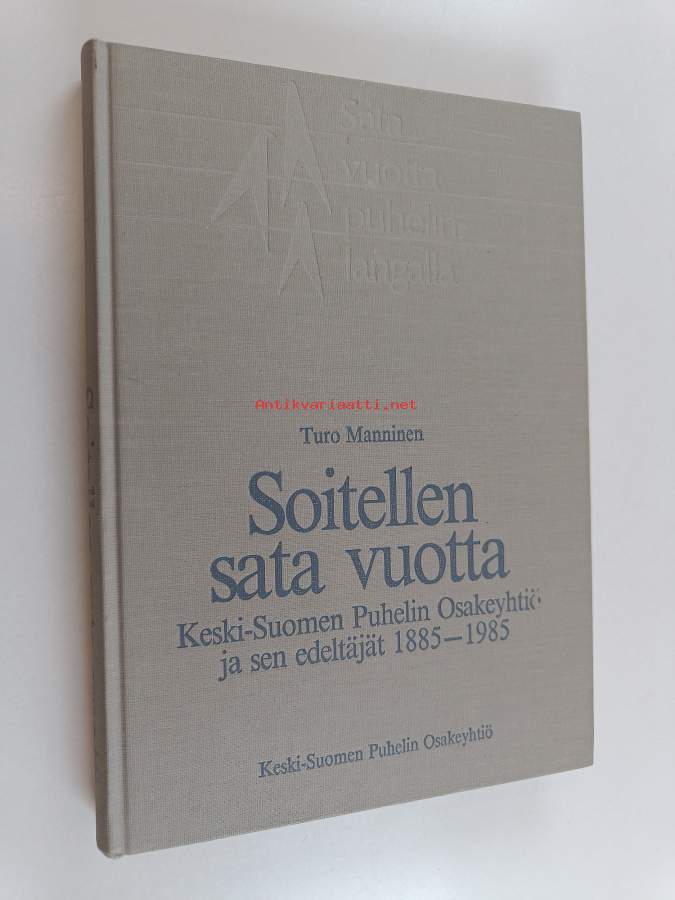 Sata
vuotta
puhelin-
langalla
Antikvariaatti.net
Turo Manninen
Soitellen
sata vuotta
Keski-Suomen Puhelin Osakeyhtiö
ja sen edeltäjät 1885—1985
Keski-Suomen Puhelin Osakeyhtiö